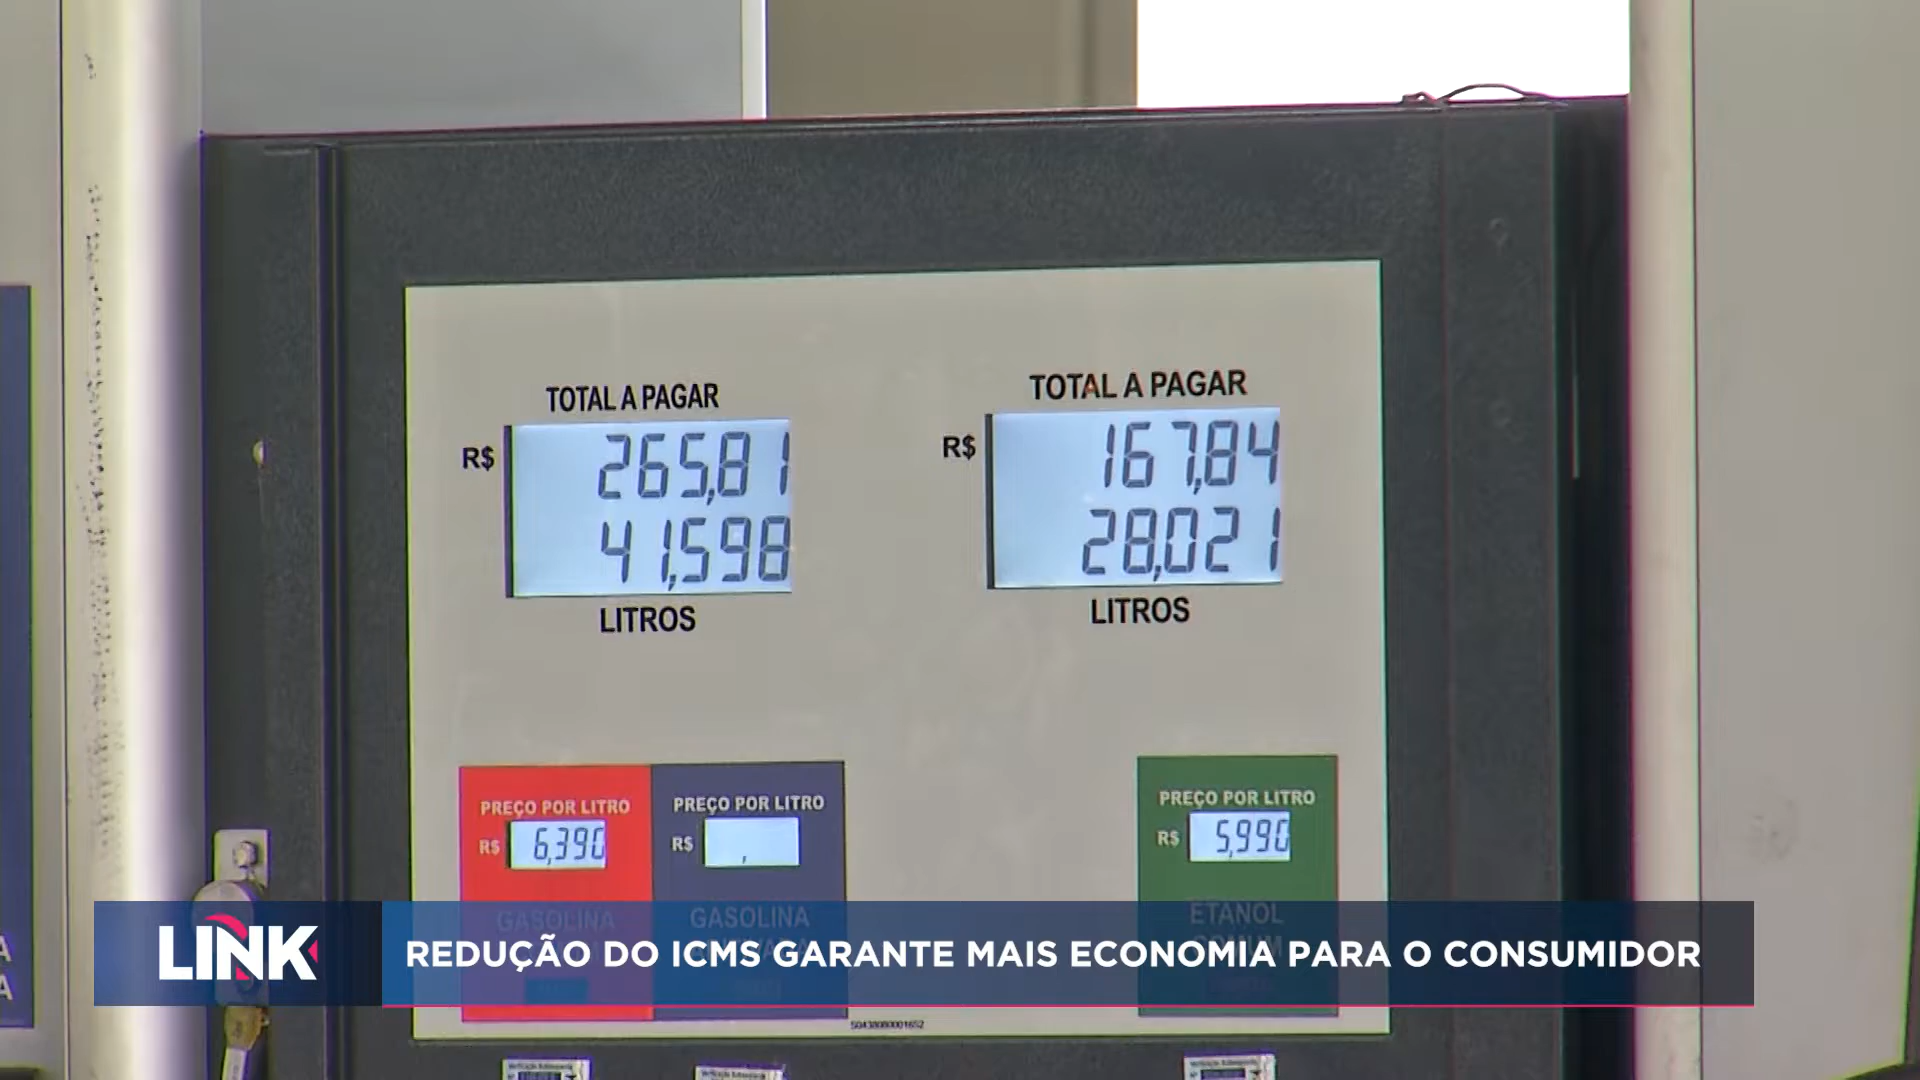 TOTAL A PAGAR
R$ 265,81
41,598
LITROS
TOTAL A PAGAR
R$ 167,84
28,021
LITROS
PREÇO POR LITRO
R$ 6,390
GASOLINA
PREÇO POR LITRO
R$ ,
GASOLINA
PREÇO POR LITRO
R$ 5,990
ETANOL
COMUM
LINK
REDUÇÃO DO ICMS GARANTE MAIS ECONOMIA PARA O CONSUMIDOR